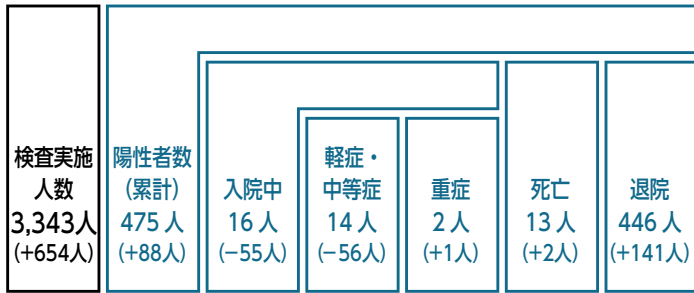 検査実施
人数
3,343人
(+654人)
陽性者数
(累計)
475 人
(+88人)
入院中
16 人
(−55人)
軽症・
中等症
14 人
(−56人)
重症
2 人
(+1人)
死亡
13 人
(+2人)
退院
446 人
(+141人)